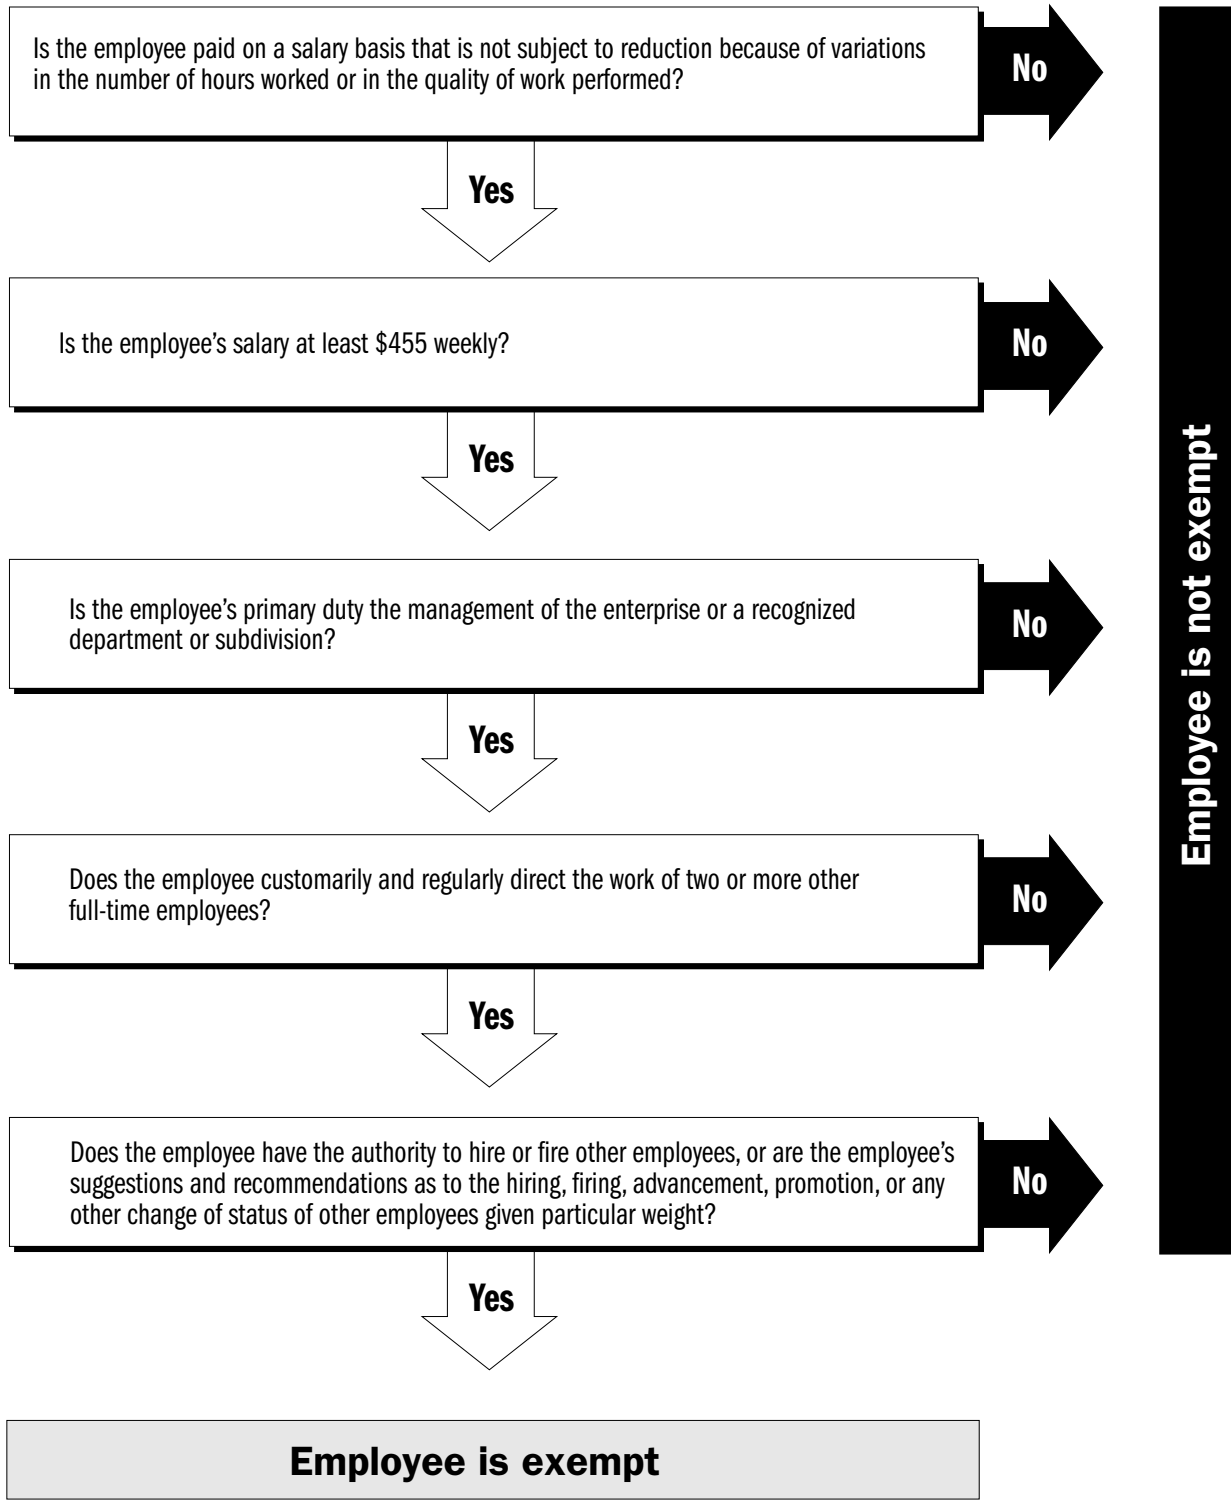 Is the employee paid on a salary basis that is not subject to reduction because of variations
in the number of hours worked or in the quality of work performed?
No
Yes
Is the employee’s salary at least $455 weekly?
No
Yes
Is the employee’s primary duty the management of the enterprise or a recognized
department or subdivision?
No
Yes
Does the employee customarily and regularly direct the work of two or more other
full-time employees?
No
Yes
Does the employee have the authority to hire or fire other employees, or are the employee’s
suggestions and recommendations as to the hiring, firing, advancement, promotion, or any
other change of status of other employees given particular weight?
No
Yes
Employee is exempt
Employee is not exempt